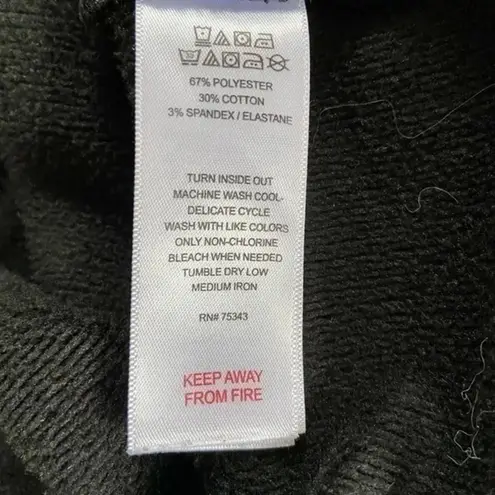 67% POLYESTER
30% COTTON
3% SPANDEX / ELASTANE
TURN INSIDE OUT
MACHINE WASH COOL-
DELICATE CYCLE
WASH WITH LIKE COLORS
ONLY NON-CHLORINE
BLEACH WHEN NEEDED
TUMBLE DRY LOW
MEDIUM IRON
RN# 75343
KEEP AWAY
FROM FIRE